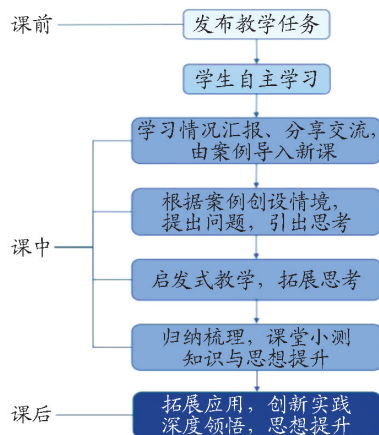 课前
发布教学任务
学生自主学习
学习情况汇报、分享交流，
由案例导入新课
根据案例创设情境，
提出问题，引出思考
课中
启发式教学，拓展思考
归纳梳理，课堂小测
知识与思想提升
课后
拓展应用，创新实践
深度领悟，思想提升